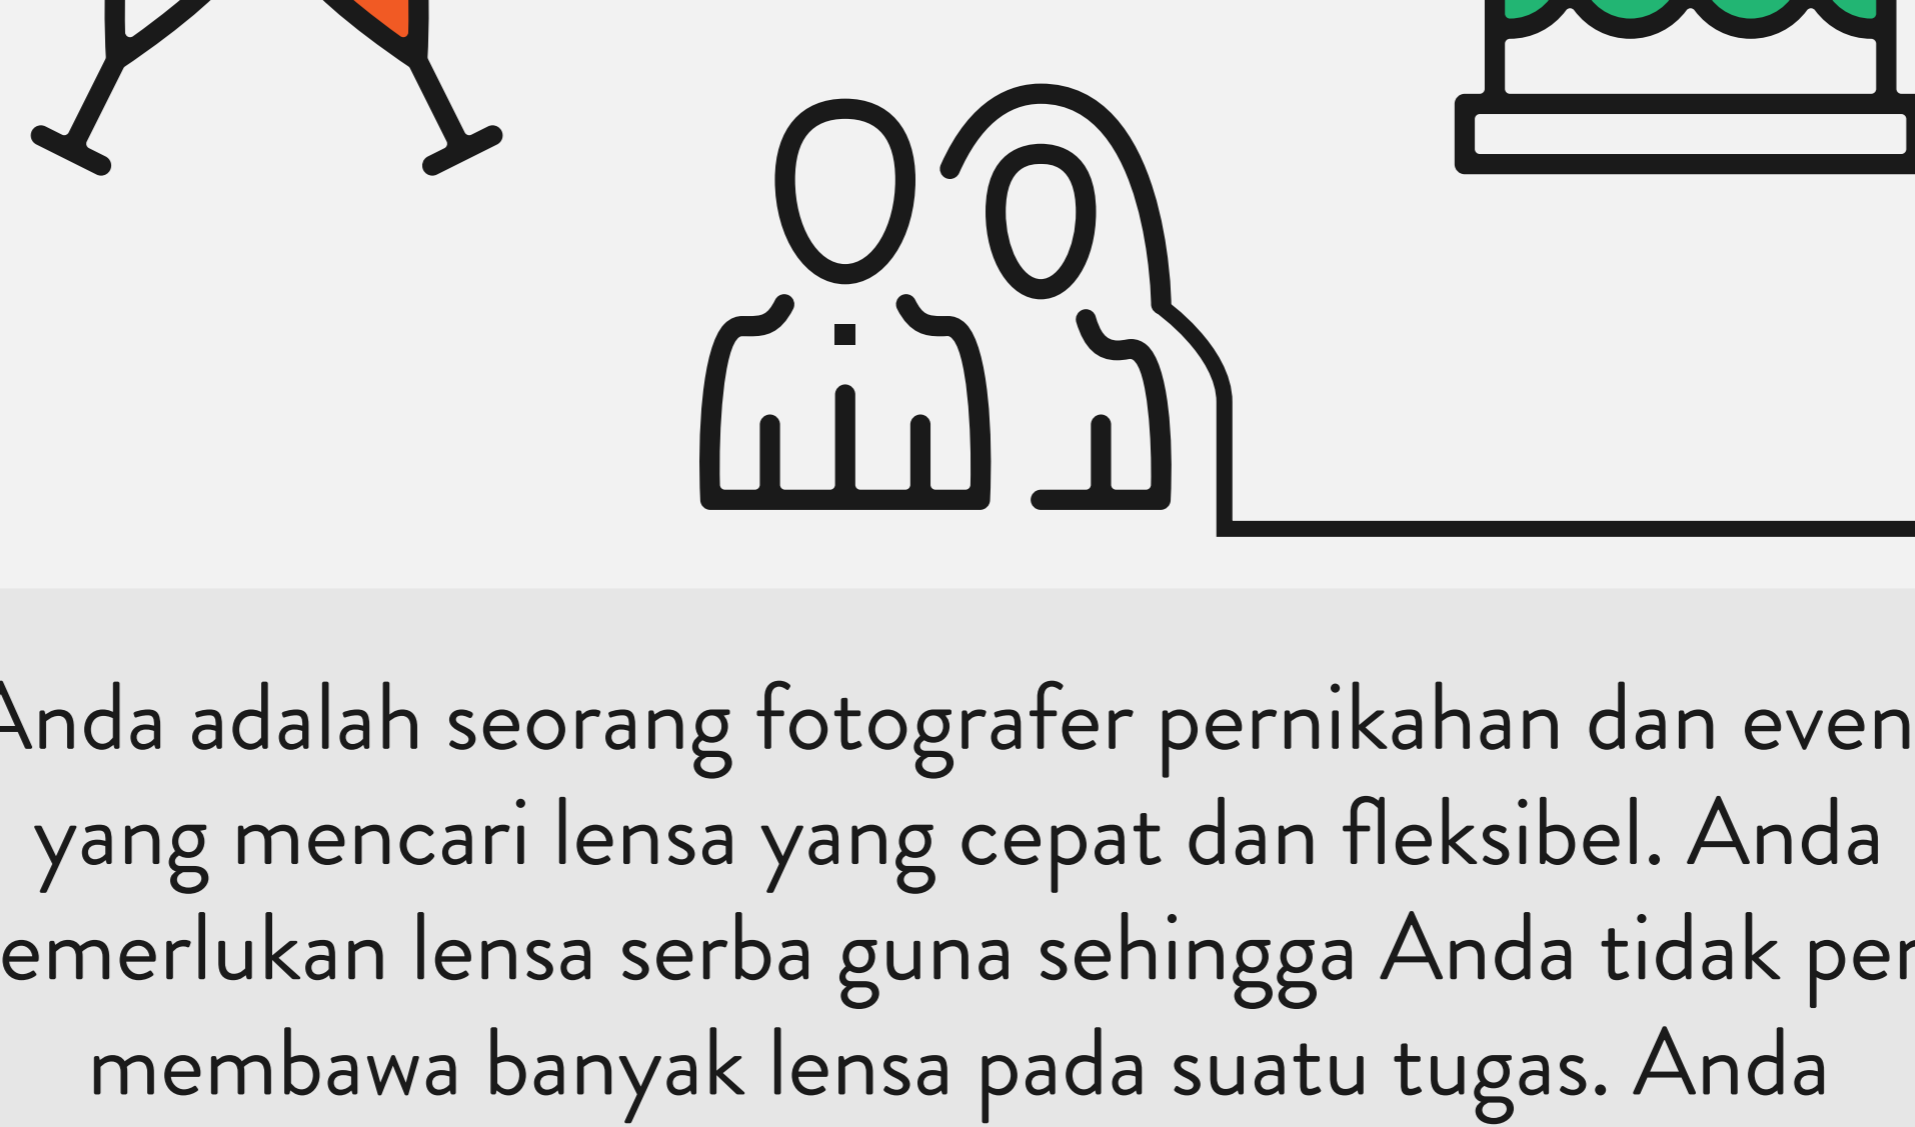 Anda adalah seorang fotografer pernikahan dan even
yang mencari lensa yang cepat dan fleksibel. Anda
emerlukan lensa serba guna sehingga Anda tidak per
membawa banyak lensa pada suatu tugas. Anda